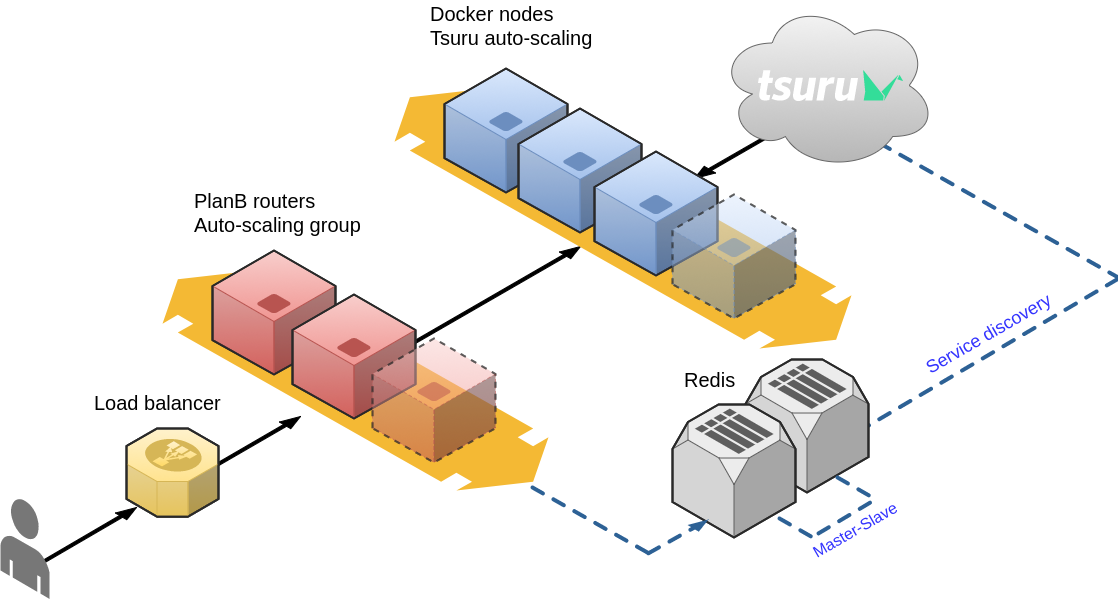 Docker nodes
Tsuru auto-scaling
tsuru
PlanB routers
Auto-scaling group
Service discovery
Redis
Load balancer
Master-Slave